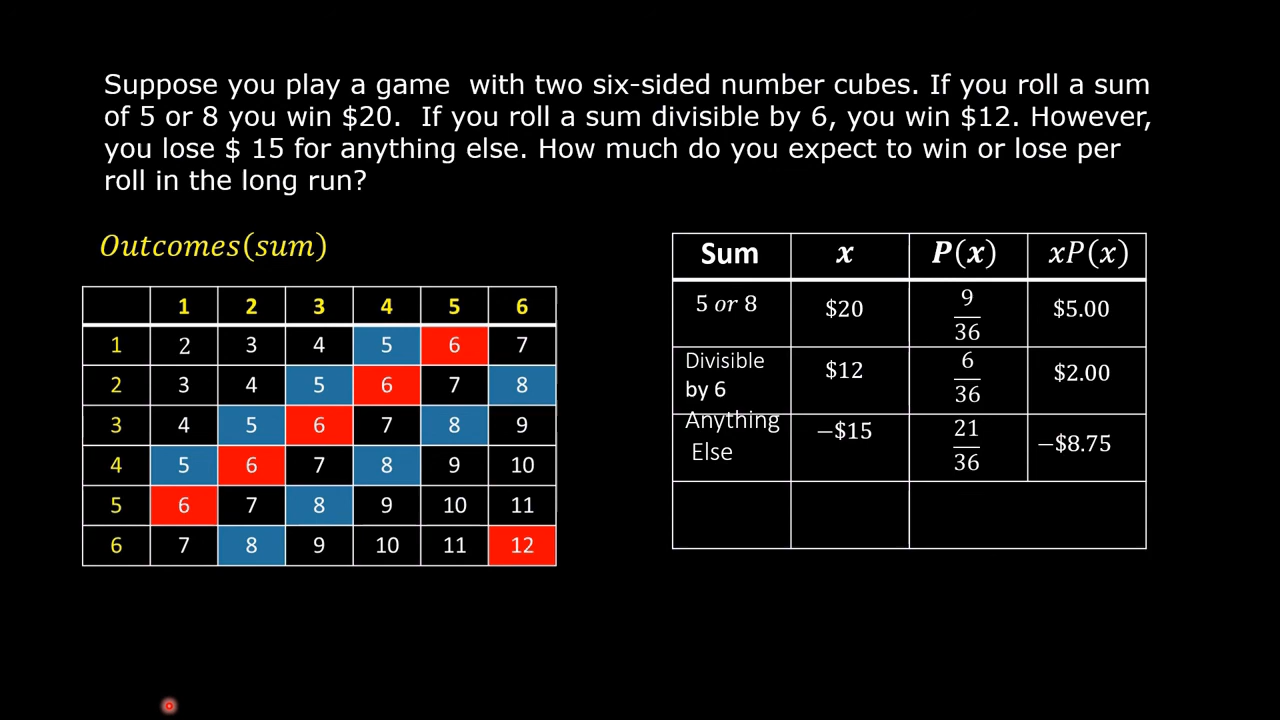 Suppose you play a game with two six-sided number cubes. If you roll a sum
of 5 or 8 you win $20. If you roll a sum divisible by 6, you win $12. However,
you lose $ 15 for anything else. How much do you expect to win or lose per
roll in the long run?
Outcomes(sum)
1 2 3 4 5 6
1 2 3 4 5 6 7
2 3 4 5 6 7 8
3 4 5 6 7 8 9
4 5 6 7 8 9 10
5 6 7 8 9 10 11
6 7 8 9 10 11 12
Sum x P(x) xP(x)
5 or 8 $20 9/36 $5.00
Divisible
by 6 $12 6/36 $2.00
Anything
Else −$15 21/36 −$8.75